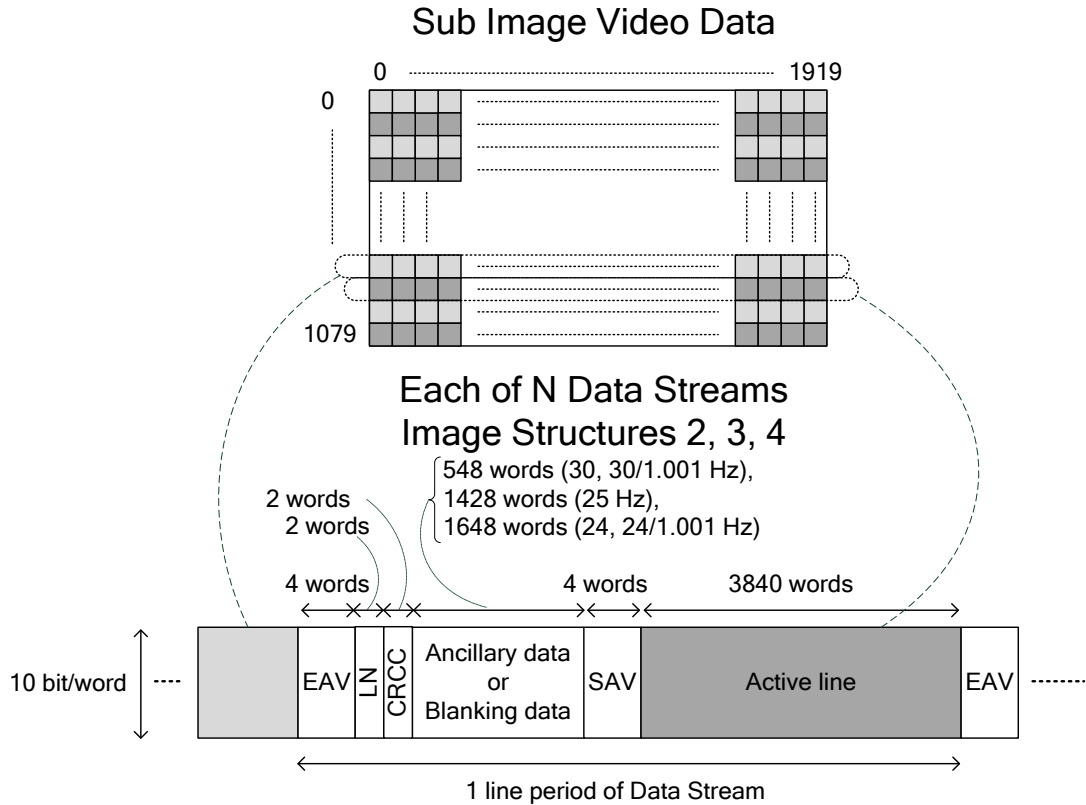 Sub Image Video Data
0 1919
0
1079
Each of N Data Streams
Image Structures 2, 3, 4
548 words (30, 30/1.001 Hz),
1428 words (25 Hz),
1648 words (24, 24/1.001 Hz)
2 words
2 words
4 words
4 words
3840 words
10 bit/word
EAV
LN
CRCC
Ancillary data
or
Blanking data
SAV
Active line
EAV
1 line period of Data Stream